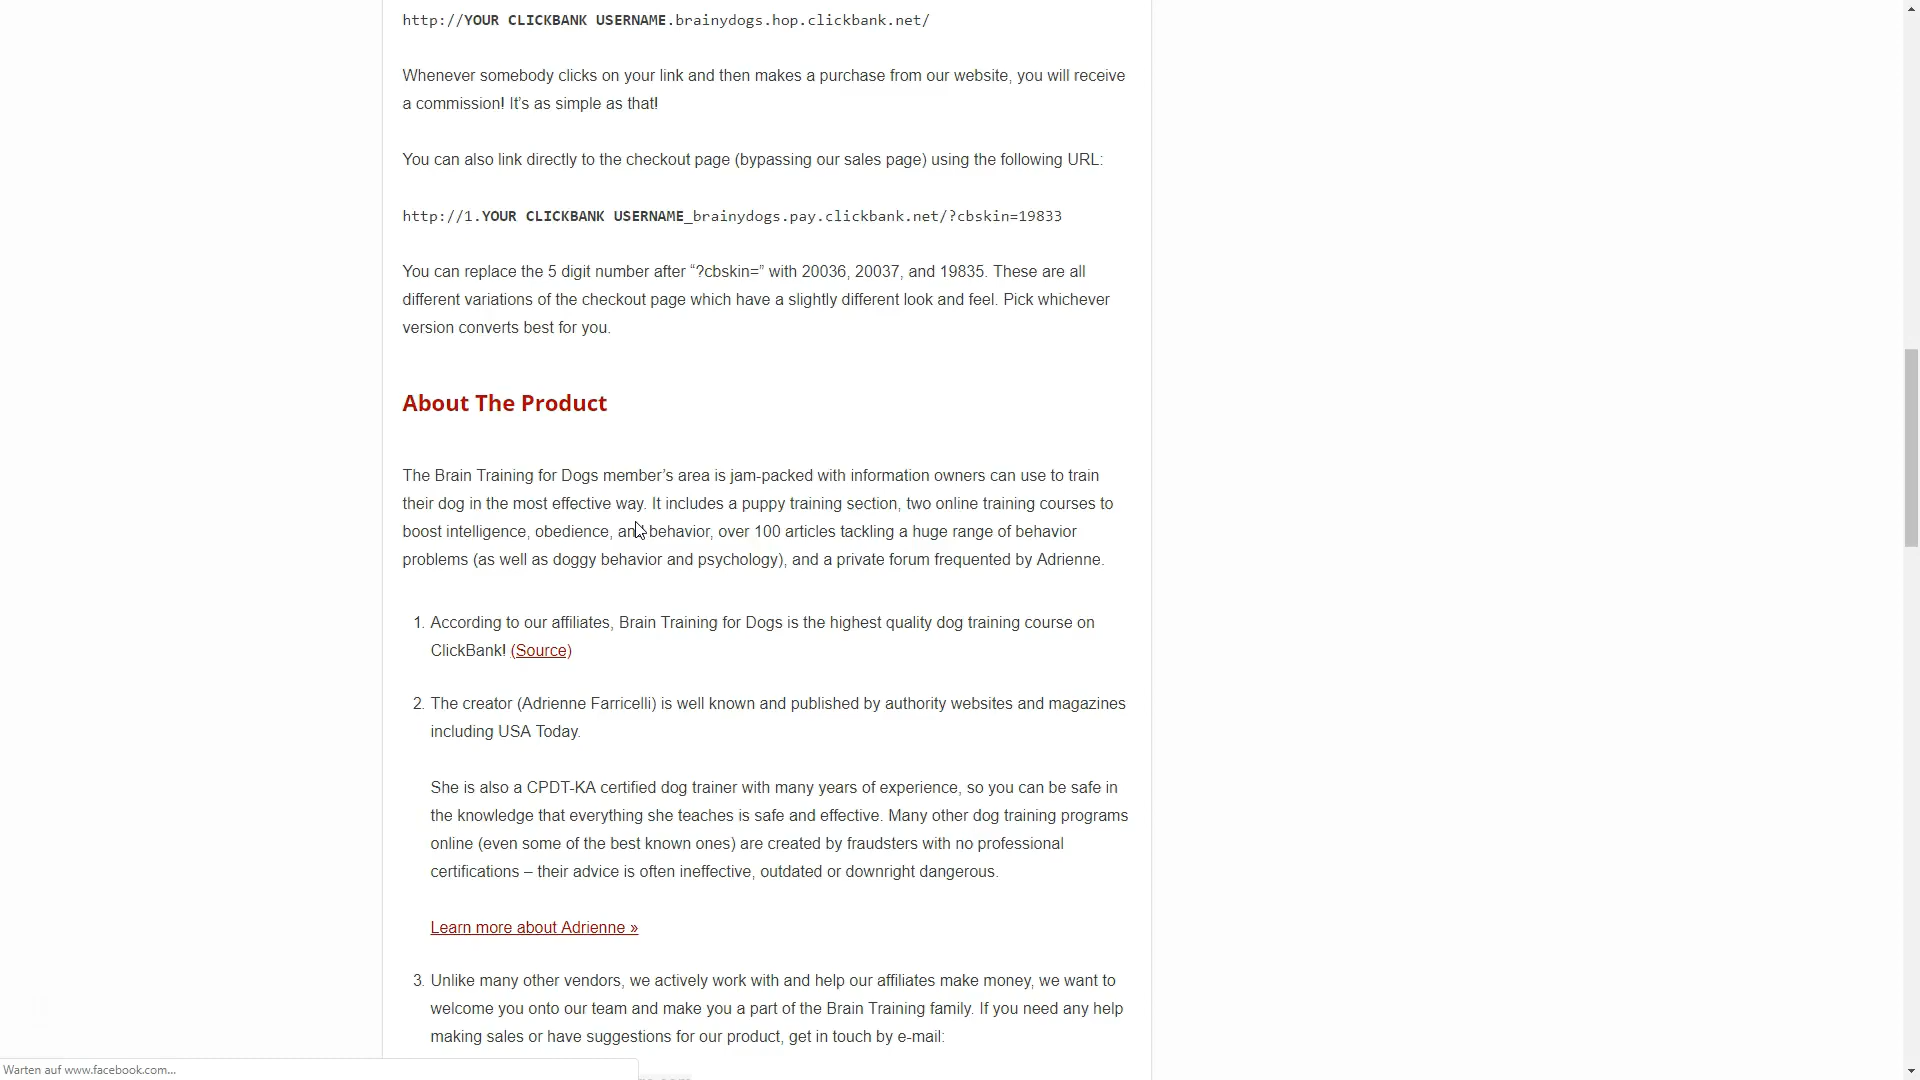 http://YOUR CLICKBANK USERNAME.brainydogs.hop.clickbank.net/
Whenever somebody clicks on your link and then makes a purchase from our website, you will receive
a commission! It’s as simple as that!
You can also link directly to the checkout page (bypassing our sales page) using the following URL:
http://1.YOUR CLICKBANK USERNAME_brainydogs.pay.clickbank.net/?cbskin=19833
You can replace the 5 digit number after “?cbskin=” with 20036, 20037, and 19835. These are all
different variations of the checkout page which have a slightly different look and feel. Pick whichever
version converts best for you.
About The Product
The Brain Training for Dogs member’s area is jam-packed with information owners can use to train
their dog in the most effective way. It includes a puppy training section, two online training courses to
boost intelligence, obedience, and behavior, over 100 articles tackling a huge range of behavior
problems (as well as doggy behavior and psychology), and a private forum frequented by Adrienne.
1. According to our affiliates, Brain Training for Dogs is the highest quality dog training course on
ClickBank! (Source)
2. The creator (Adrienne Farricelli) is well known and published by authority websites and magazines
including USA Today.
She is also a CPDT-KA certified dog trainer with many years of experience, so you can be safe in
the knowledge that everything she teaches is safe and effective. Many other dog training programs
online (even some of the best known ones) are created by fraudsters with no professional
certifications – their advice is often ineffective, outdated or downright dangerous.
Learn more about Adrienne »
3. Unlike many other vendors, we actively work with and help our affiliates make money, we want to
welcome you onto our team and make you a part of the Brain Training family. If you need any help
making sales or have suggestions for our product, get in touch by e-mail:
Warten auf www.facebook.com...